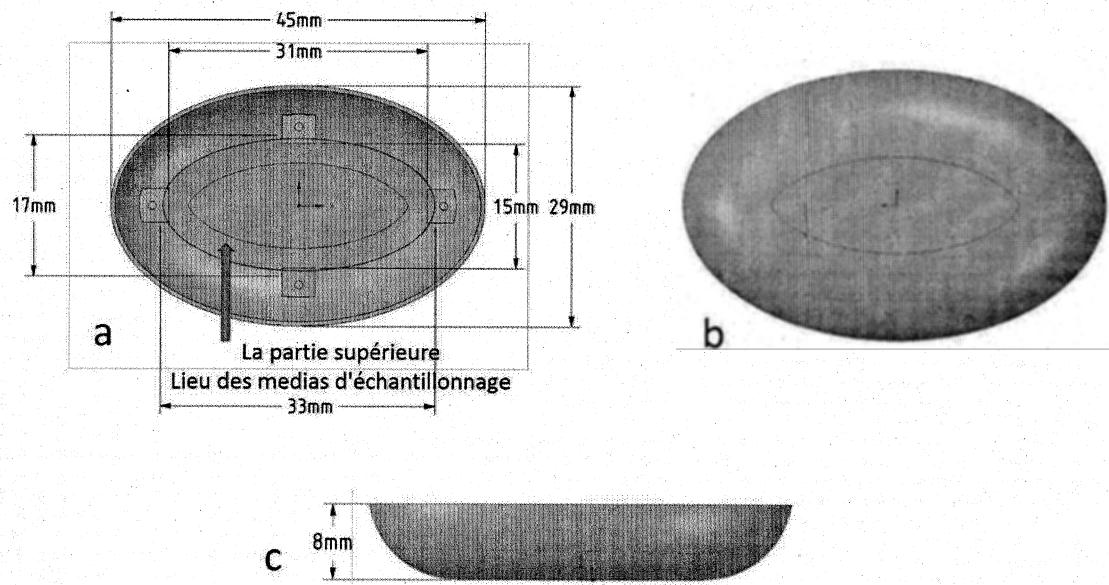 45mm
31mm
17mm
15mm
29mm
a
La partie supérieure
Lieu des medias d'échantillonnage
33mm
b
8mm
c